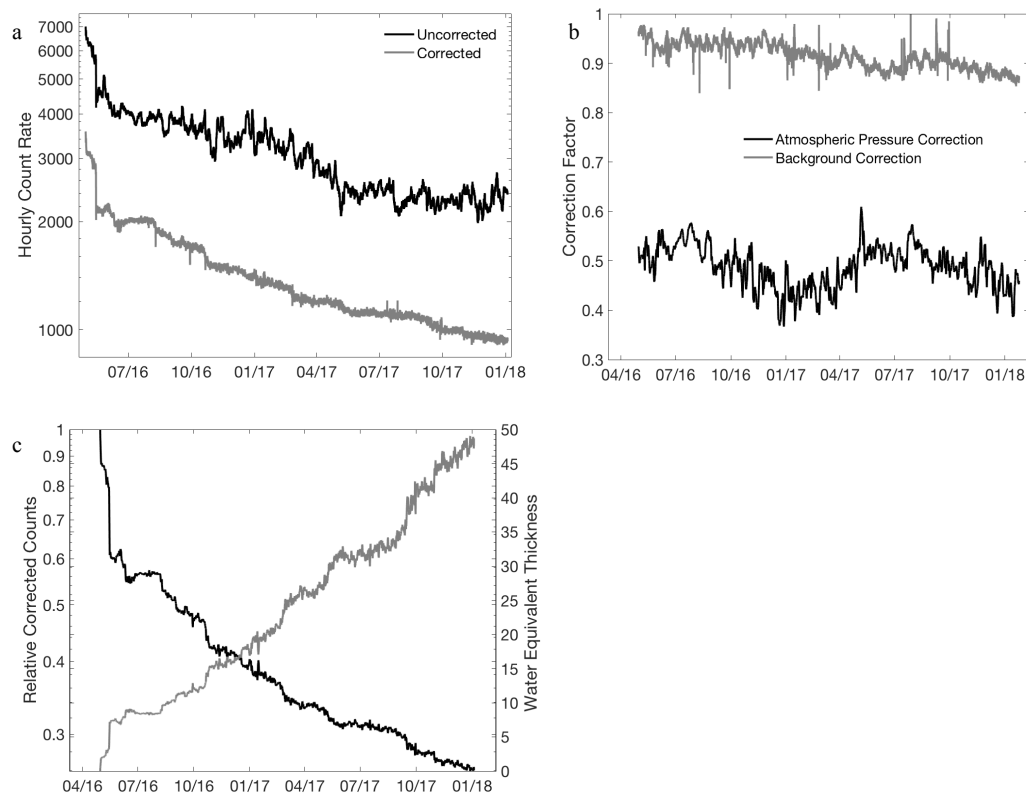 a
Uncorrected
Corrected
Hourly Count Rate
7000
6000
5000
4000
3000
2000
1000
07/16 10/16 01/17 04/17 07/17 10/17 01/18
b
Atmospheric Pressure Correction
Background Correction
Correction Factor
1
0.9
0.8
0.7
0.6
0.5
0.4
0.3
04/16 07/16 10/16 01/17 04/17 07/17 10/17 01/18
c
Relative Corrected Counts
1
0.9
0.8
0.7
0.6
0.5
0.4
0.3
Water Equivalent Thickness
50
45
40
35
30
25
20
15
10
5
0
04/16 07/16 10/16 01/17 04/17 07/17 10/17 01/18